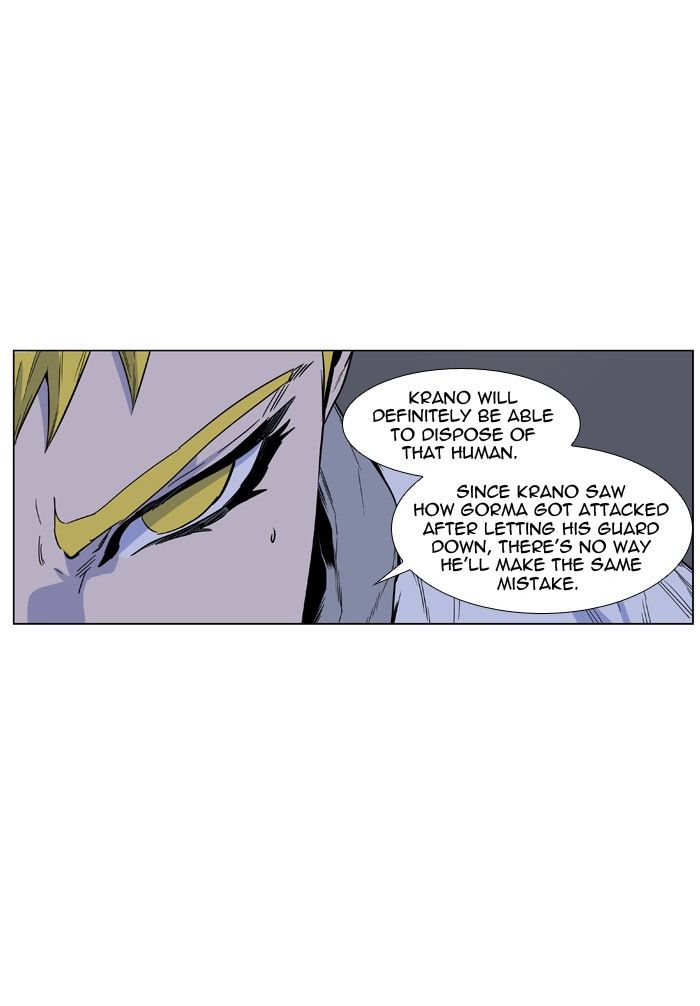 KRANO WILL
DEFINITELY BE ABLE
TO DISPOSE OF
THAT HUMAN.
SINCE KRANO SAW
HOW GORMA GOT ATTACKED
AFTER LETTING HIS GUARD
DOWN, THERE'S NO WAY
HE'LL MAKE THE SAME
MISTAKE.